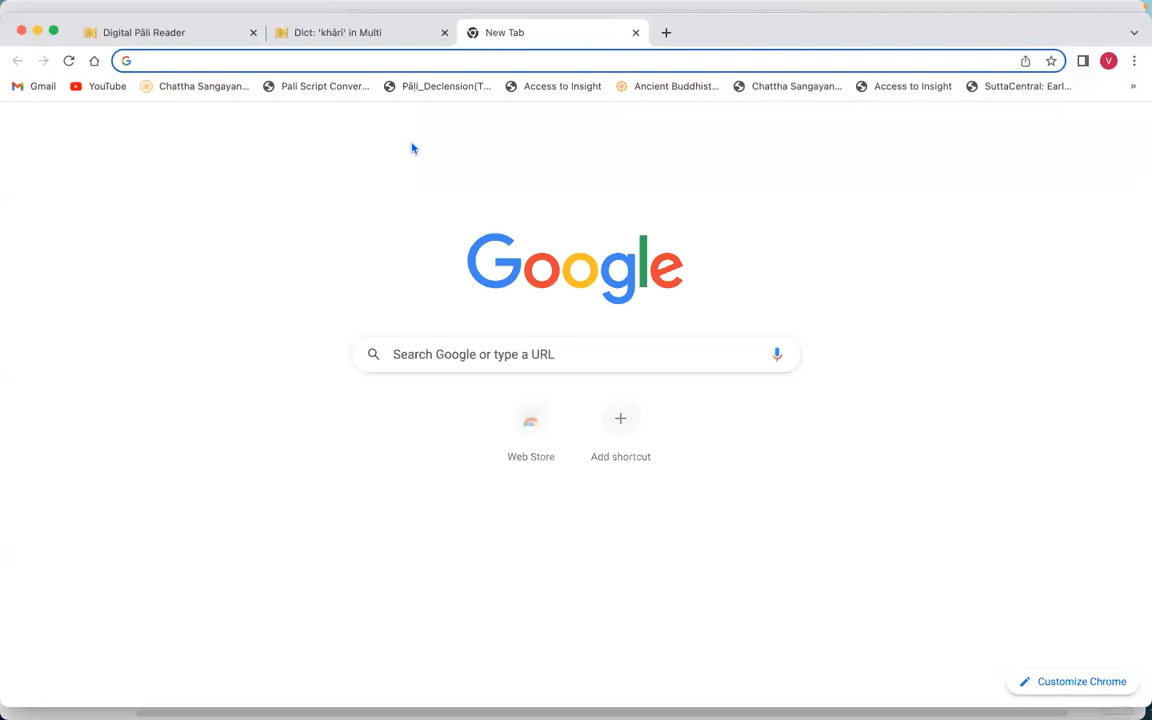 Digital Pāli Reader
Dict: 'khārī' in Multi
New Tab
G
V
Gmail
YouTube
Chattha Sangayan...
Pali Script Conver...
Pāḷi_Declension(T...
Access to Insight
Ancient Buddhist...
Chattha Sangayan...
Access to Insight
SuttaCentral: Earl...
»
Google
Search Google or type a URL
Web Store
Add shortcut
Customize Chrome